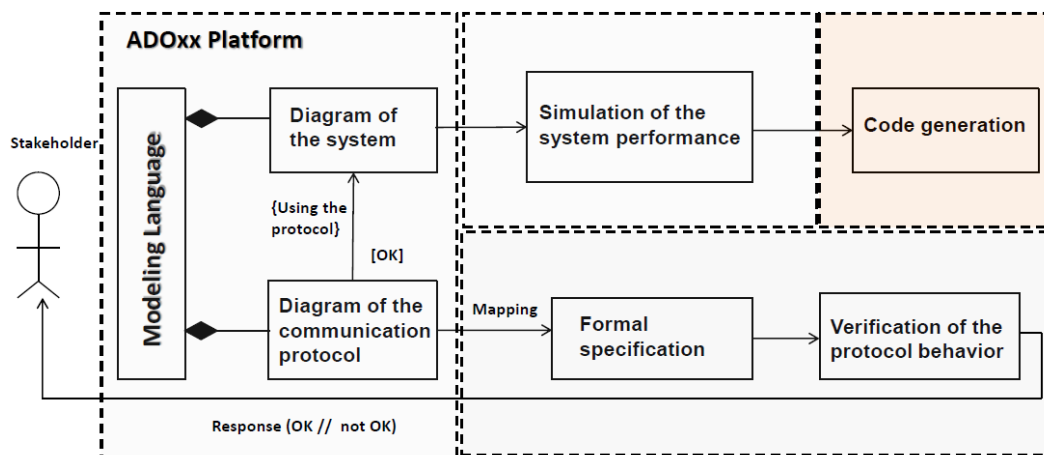 ADOxx Platform
Stakeholder
Modeling Language
Diagram of
the system
Simulation of the
system performance
Code generation
{Using the
protocol}
[OK]
Diagram of the
communication
protocol
Mapping
Formal
specification
Verification of the
protocol behavior
Response (OK // not OK)